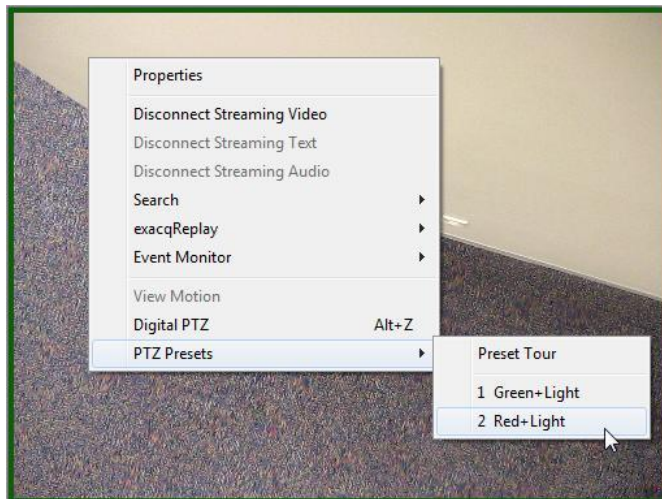 Properties
Disconnect Streaming Video
Disconnect Streaming Text
Disconnect Streaming Audio
Search
exacqReplay
Event Monitor
View Motion
Digital PTZ Alt+Z
PTZ Presets
Preset Tour
1 Green+Light
2 Red+Light